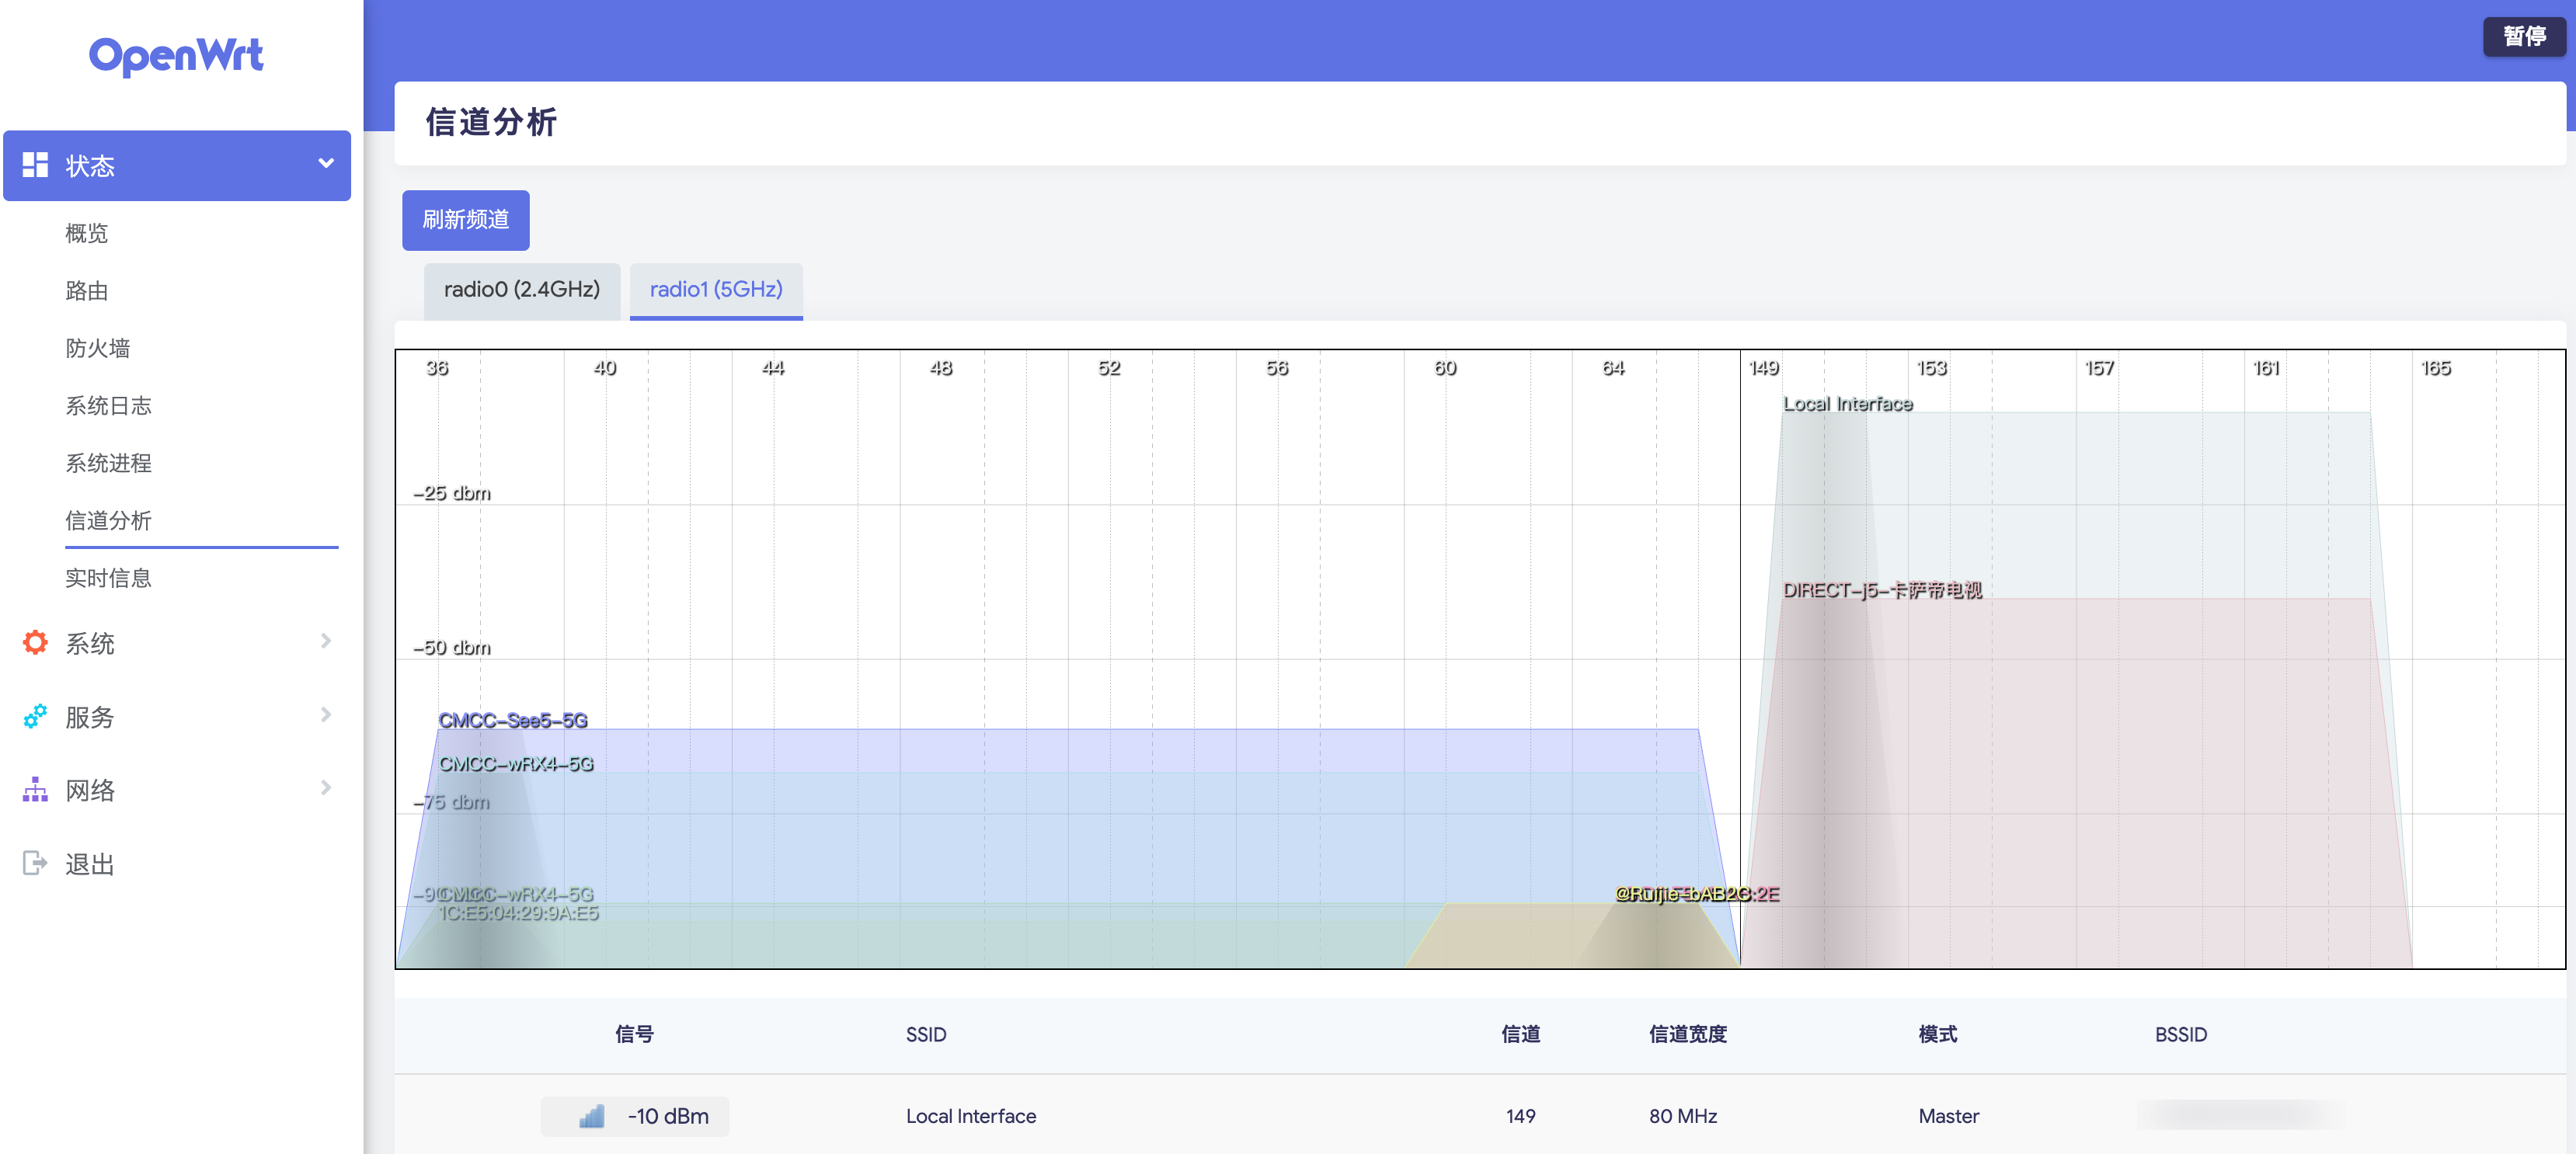 OpenWrt
暂停
状态
概览
路由
防火墙
系统日志
系统进程
信道分析
实时信息
系统
服务
网络
退出
信道分析
刷新频道
radio0 (2.4GHz) radio1 (5GHz)
36 40 44 48 52 56 60 64 149 153 157 161 165
Local Interface
-25 dbm
DIRECT-j5-卡萨帝电视
-50 dbm
CMCC-See5-5G
CMCC-wRX4-5G
-75 dbm
CMCC-wRX4-5G
1C:E5:04:29:9A:E5
信号 SSID 信道 信道宽度 模式 BSSID
-10 dBm Local Interface 149 80 MHz Master